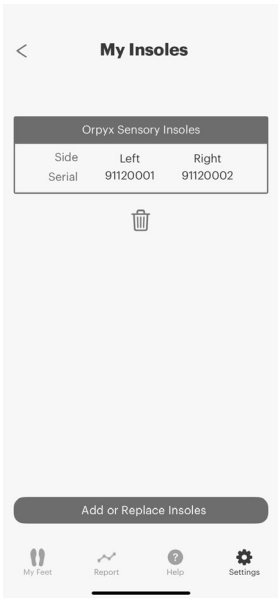 My Insoles
Orpyx Sensory Insoles
Side Left Right
Serial 91120001 91120002
Add or Replace Insoles
My Feet Report ? Help Settings